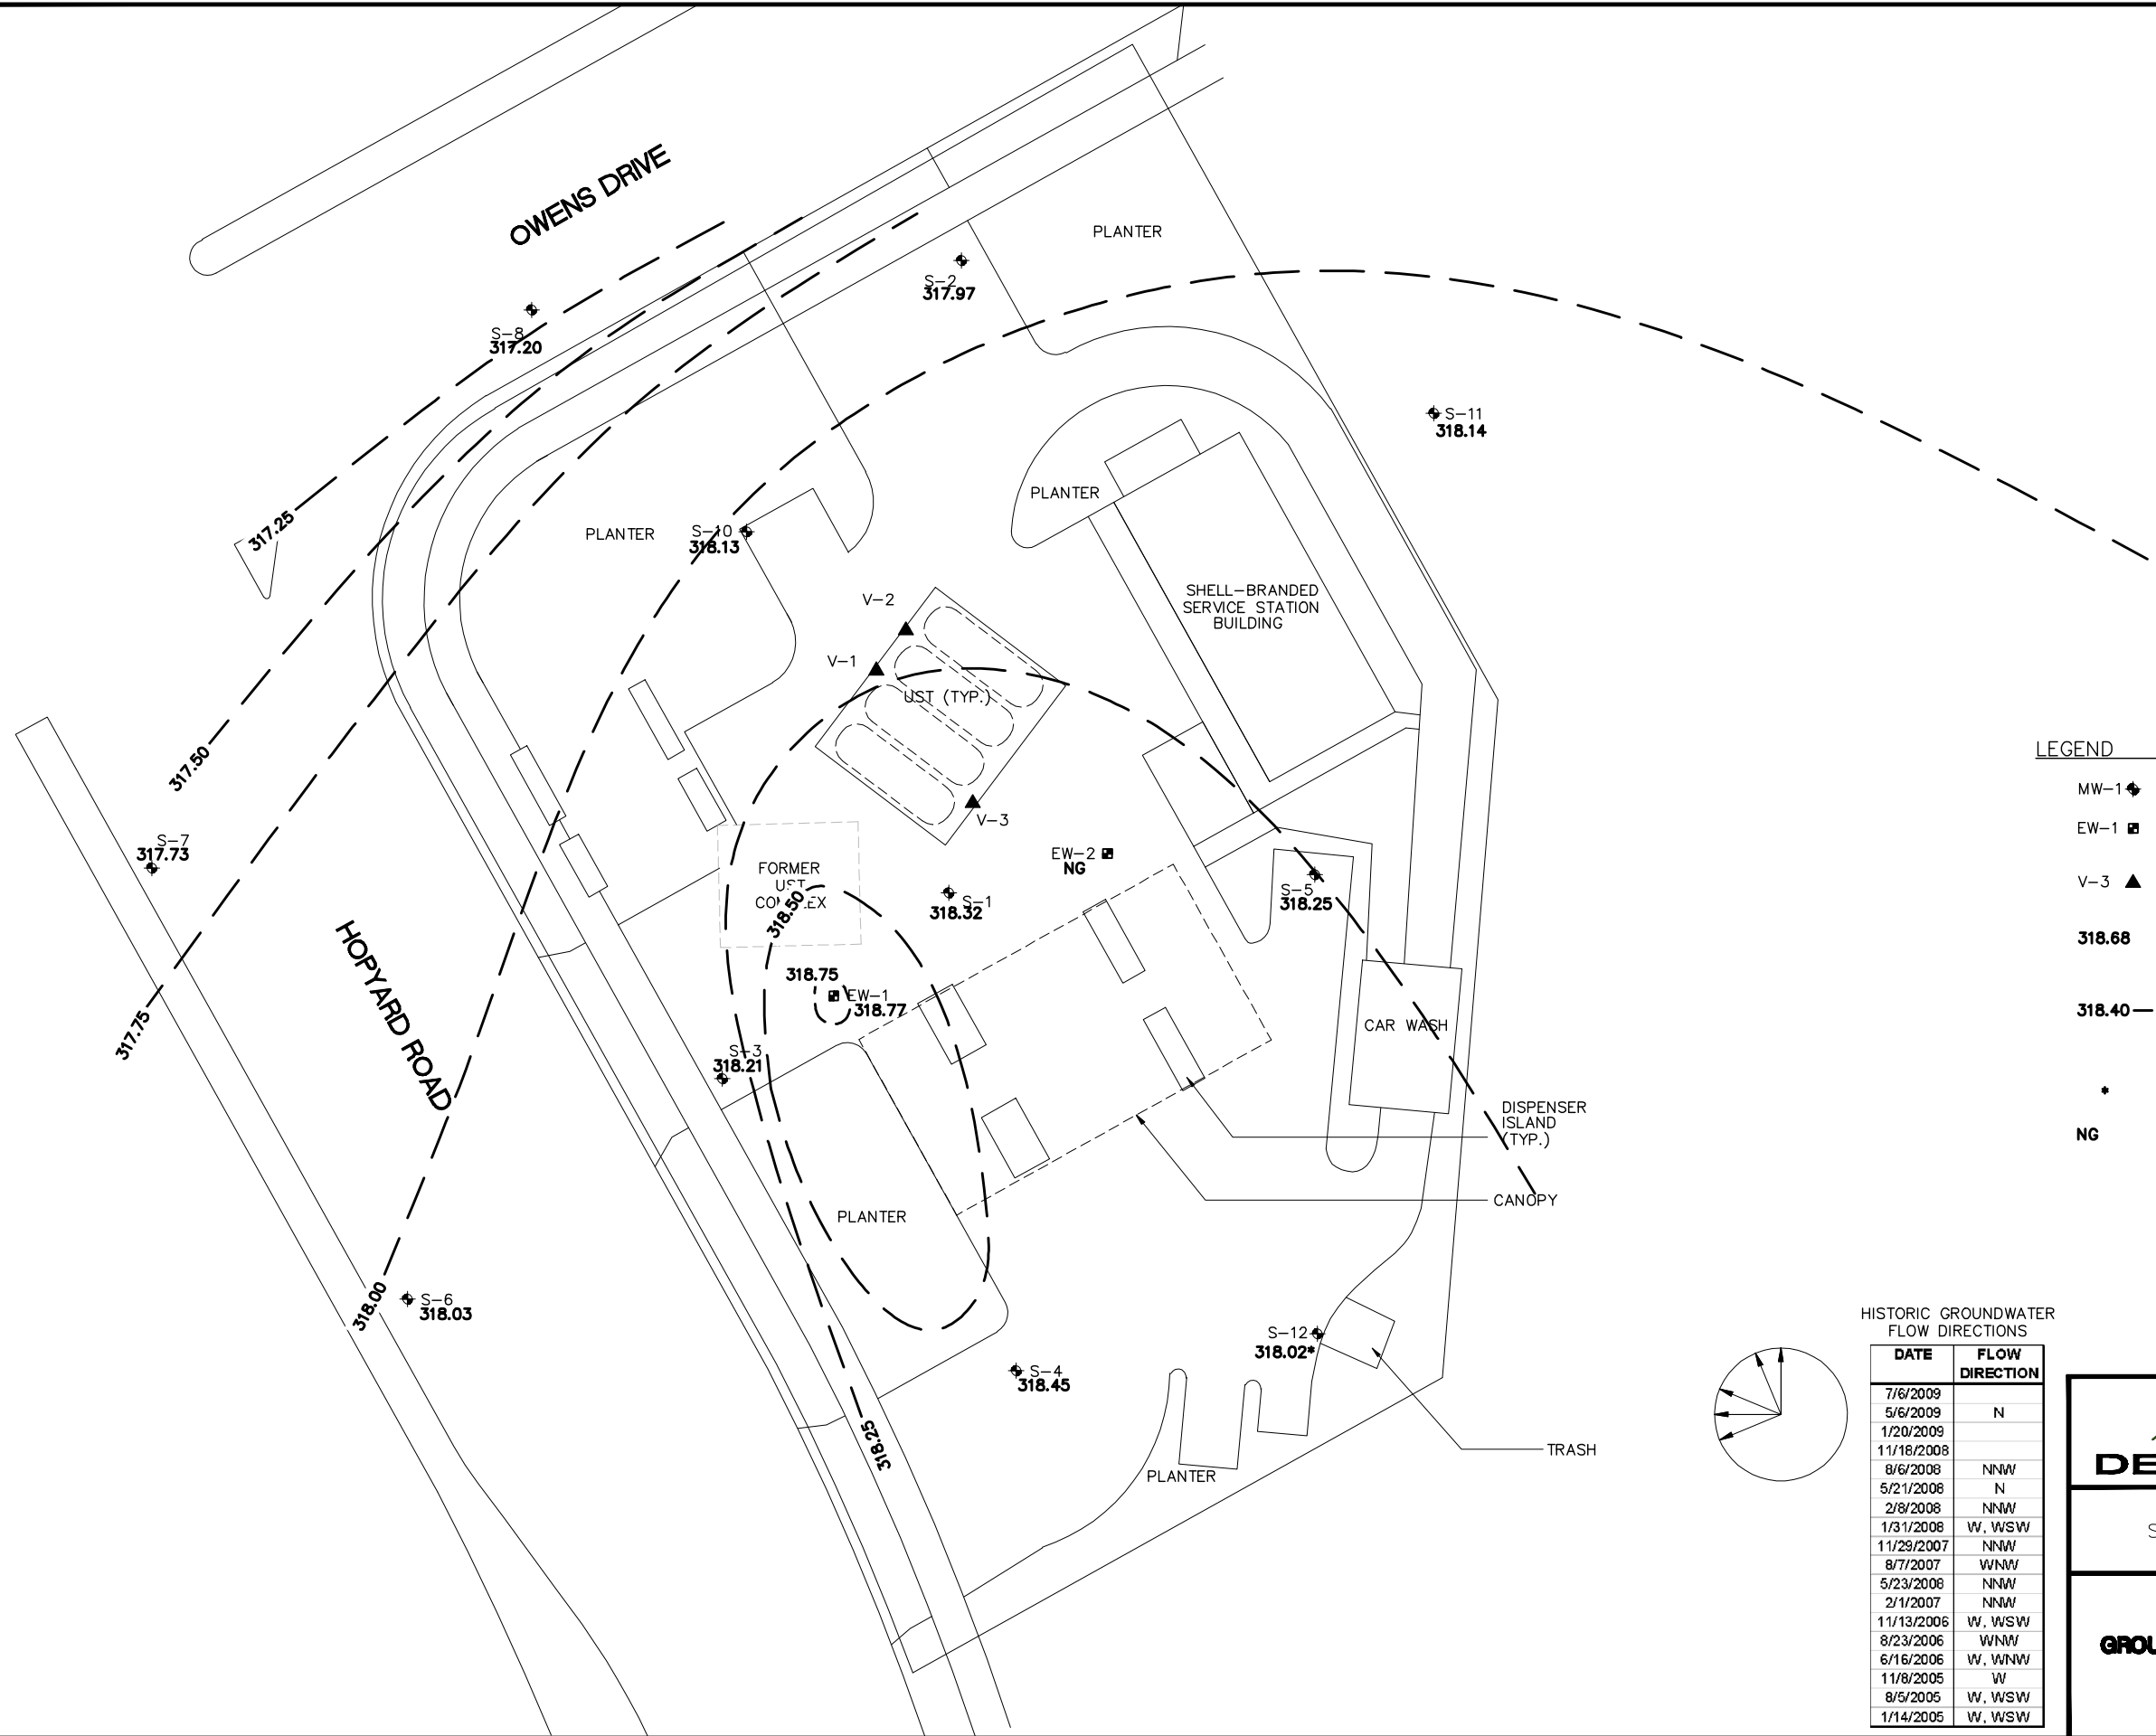 OWENS DRIVE
PLANTER
S-2
317.97
S-8
317.20
S-11
318.14
PLANTER
317.25
PLANTER
S-10
318.13
V-2
SHELL-BRANDED
SERVICE STATION
BUILDING
V-1
UST (TYP.)
317.50
V-3
S-7
317.73
EW-2
NG
FORMER
UST
318.50
S-1
318.32
S-5
318.25
318.75
EW-1
318.77
HOPYARD ROAD
317.75
CAR WASH
S-3
318.21
DISPENSER
ISLAND
(TYP.)
CANOPY
PLANTER
318.00
S-6
318.03
S-12
318.02*
S-4
318.45
318.25
TRASH
PLANTER
LEGEND
MW-1
EW-1
V-3
318.68
318.40
*
NG
HISTORIC GROUNDWATER
FLOW DIRECTIONS
DATE FLOW DIRECTION
7/6/2009
5/6/2009 N
1/20/2009
11/18/2008
8/6/2008 NNW
5/21/2008 N
2/8/2008 NNW
1/31/2008 W, WSW
11/29/2007 NNW
8/7/2007 WNW
5/23/2008 NNW
2/1/2007 NNW
11/13/2006 W, WSW
8/23/2006 WNW
6/16/2006 W, WNW
11/8/2005 W
8/5/2005 W, WSW
1/14/2005 W, WSW